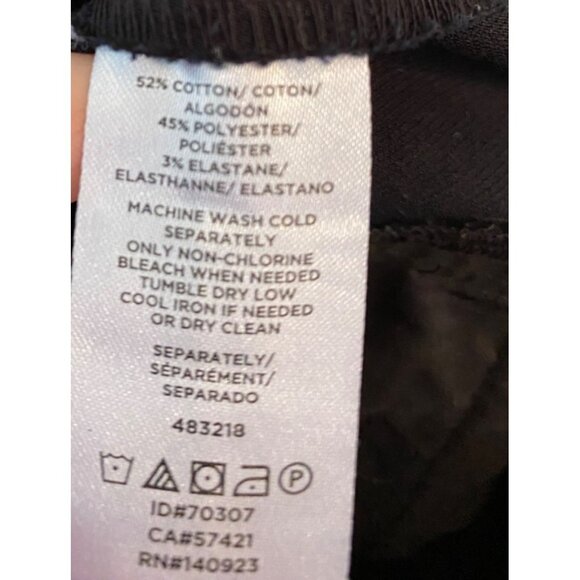 52% COTTON/ COTON/
ALGODÓN
45% POLYESTER/
POLIÉSTER
3% ELASTANE/
ELASTHANNE/ ELASTANO
MACHINE WASH COLD
SEPARATELY
ONLY NON-CHLORINE
BLEACH WHEN NEEDED
TUMBLE DRY LOW
COOL IRON IF NEEDED
OR DRY CLEAN
SEPARATELY/
SÉPARÉMENT/
SEPARADO
483218
P
ID#70307
CA#57421
RN#140923